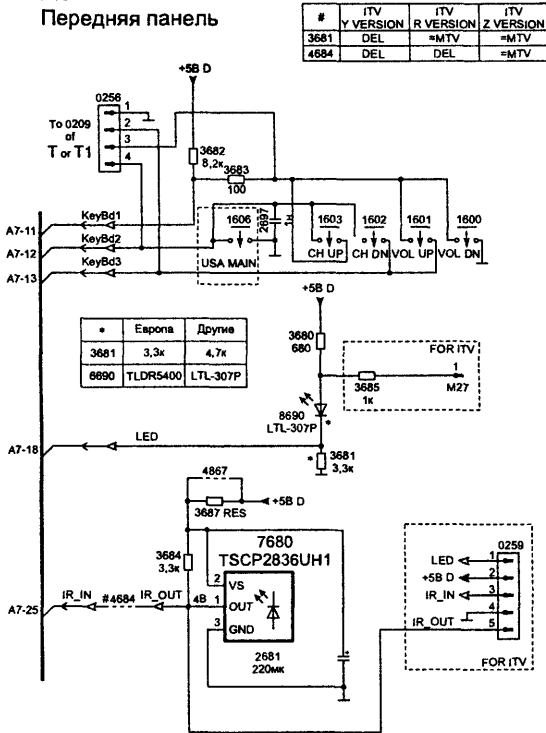 Передняя панель
# ITV Y VERSION ITV R VERSION ITV Z VERSION
3681 DEL =MTV =MTV
4684 DEL DEL =MTV
+5B D
0256
1
2
3
4
To 0209
of
T or T1
3682
8,2к
3683
100
KeyBd1
A7-11
KeyBd2
A7-12
KeyBd3
A7-13
1606
USA MAIN
2697
1н
1603
CH UP
1602
CH DN
1601
VOL UP
1600
VOL DN
+5B D
* Европа Другие
3681 3,3к 4,7к
6690 TLDR5400 LTL-307P
3680
680
FOR ITV
3685
1к
1
M27
8690
LTL-307P
*
LED
A7-18
* 3681
3,3к
4867
3687 RES
+5B D
7680
TSCP2836UH1
3684
3,3к
2 VS
1 OUT
3 GND
4B
IR_IN #4684 IR_OUT
A7-25
2681
220мк
+
0259
LED 1
+5B D 2
IR_IN 3
4
IR_OUT 5
FOR ITV